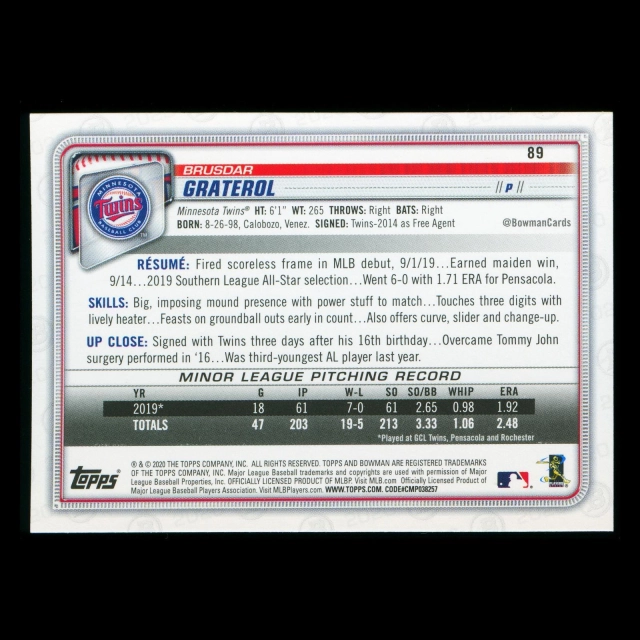 89
BRUSDAR
GRATEROL
// P //
MINNESOTA
Twins
BASEBALL CLUB
TM
Minnesota Twins® HT: 6'1" WT: 265 THROWS: Right BATS: Right
BORN: 8-26-98, Calobozo, Venez. SIGNED: Twins-2014 as Free Agent
@BowmanCards
RÉSUMÉ: Fired scoreless frame in MLB debut, 9/1/19...Earned maiden win,
9/14...2019 Southern League All-Star selection...Went 6-0 with 1.71 ERA for Pensacola.
SKILLS: Big, imposing mound presence with power stuff to match...Touches three digits with
lively heater...Feasts on groundball outs early in count...Also offers curve, slider and change-up.
UP CLOSE: Signed with Twins three days after his 16th birthday...Overcame Tommy John
surgery performed in '16...Was third-youngest AL player last year.
MINOR LEAGUE PITCHING RECORD
YR G IP W-L SO SO/BB WHIP ERA
2019* 18 61 7-0 61 2.65 0.98 1.92
TOTALS 47 203 19-5 213 3.33 1.06 2.48
*Played at GCL Twins, Pensacola and Rochester
Topps®
® & © 2020 THE TOPPS COMPANY, INC. ALL RIGHTS RESERVED. TOPPS AND BOWMAN ARE REGISTERED TRADEMARKS
OF THE TOPPS COMPANY, INC. Major League Baseball trademarks and copyrights are used with permission of Major
League Baseball Properties, Inc. OFFICIALLY LICENSED PRODUCT OF MLBP. Visit MLB.com Officially Licensed Product of
Major League Baseball Players Association. Visit MLBPlayers.com. WWW.TOPPS.COM. CODE#CMP038257